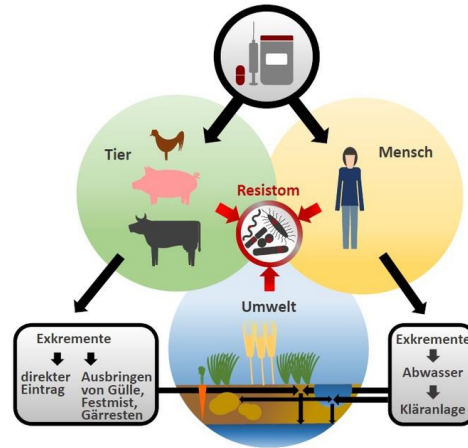 Tier
Mensch
Resistom
Umwelt
Exkremente
direkter
Eintrag
Ausbringen
von Gülle,
Festmist,
Gärresten
Exkremente
Abwasser
Kläranlage